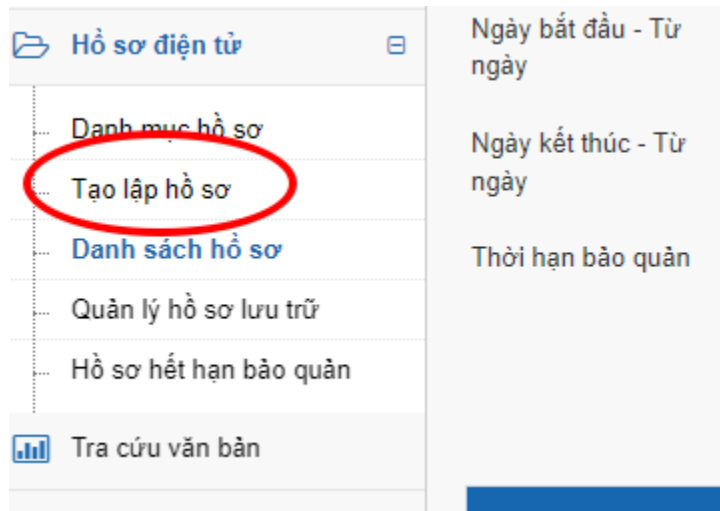 Hồ sơ điện tử
Danh mục hồ sơ
Tạo lập hồ sơ
Danh sách hồ sơ
Quản lý hồ sơ lưu trữ
Hồ sơ hết hạn bảo quản
Tra cứu văn bản
Ngày bắt đầu - Từ
ngày
Ngày kết thúc - Từ
ngày
Thời hạn bảo quản